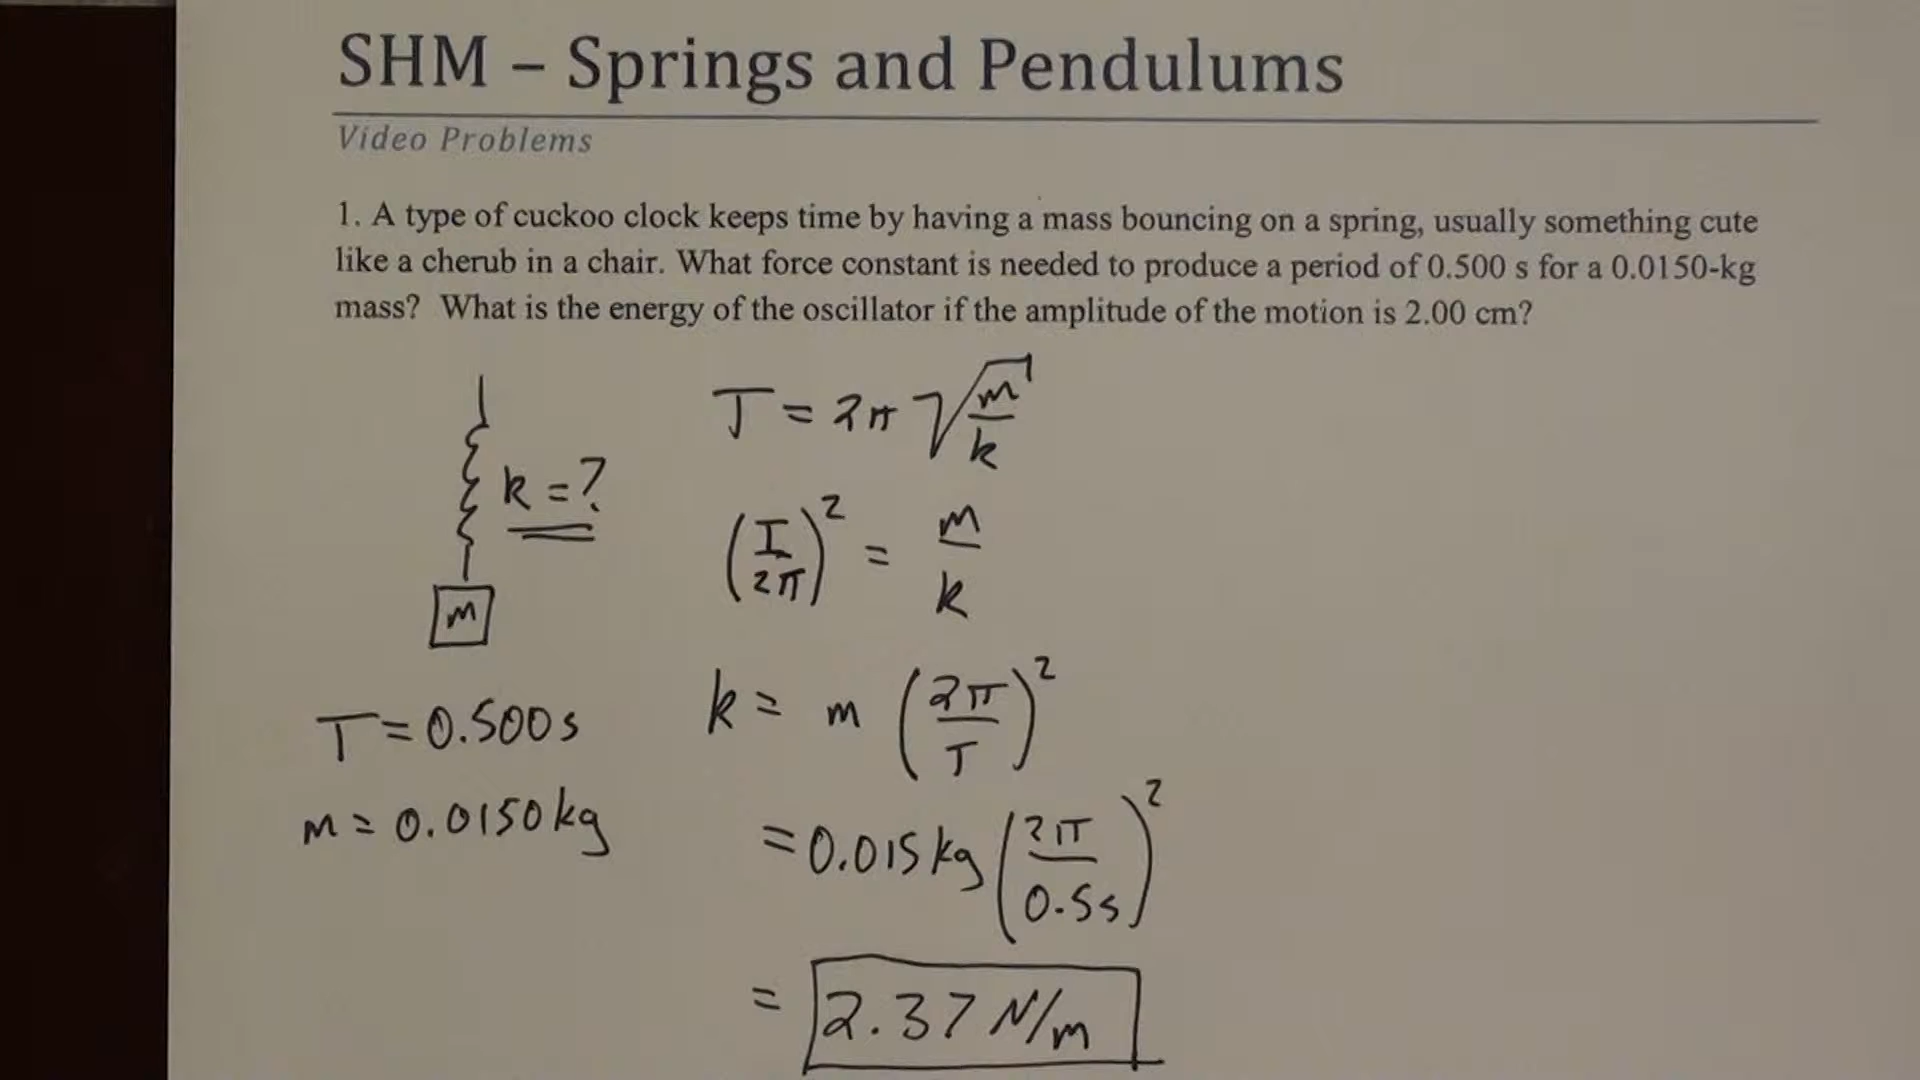 SHM – Springs and Pendulums
Video Problems
1. A type of cuckoo clock keeps time by having a mass bouncing on a spring, usually something cute
like a cherub in a chair. What force constant is needed to produce a period of 0.500 s for a 0.0150-kg
mass? What is the energy of the oscillator if the amplitude of the motion is 2.00 cm?
k = ?
m
T = 0.500 s
m = 0.0150 kg
T = 2π √(m/k)
(T/2π)² = m/k
k = m (2π/T)²
= 0.015 kg (2π/0.5s)²
= 2.37 N/m